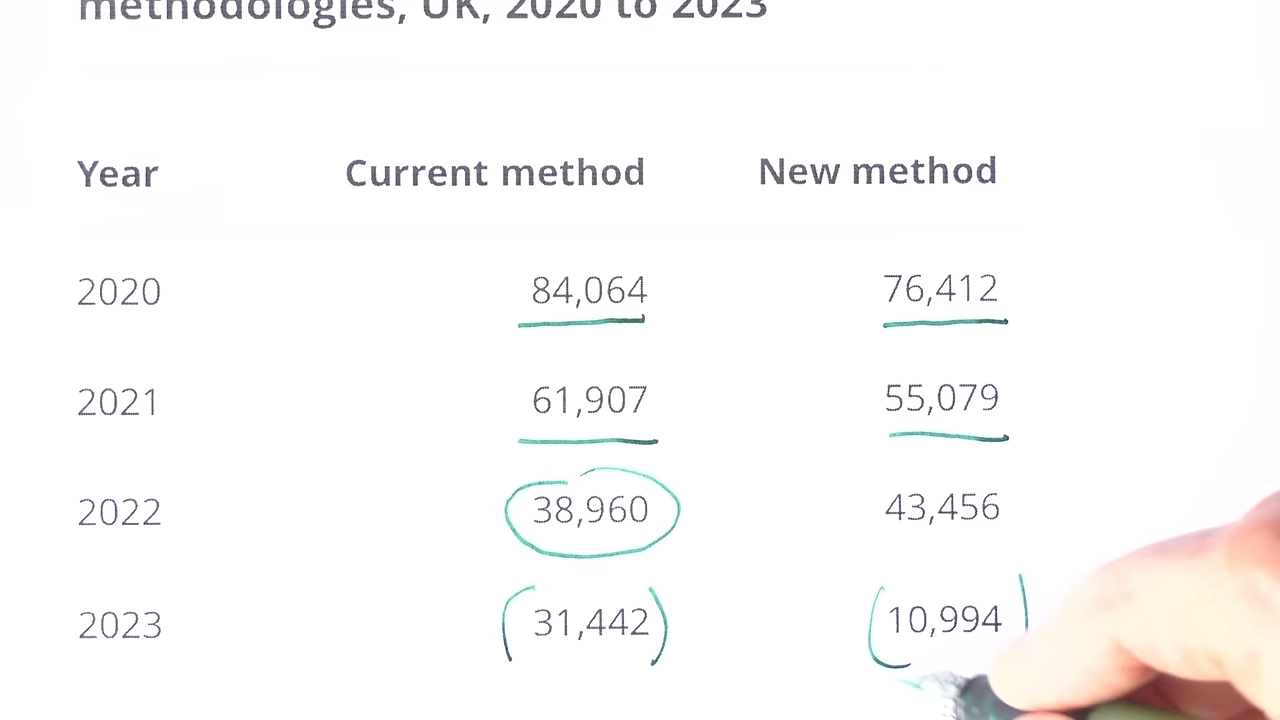 methodologies, UK, 2020 to 2023
Year Current method New method
2020 84,064 76,412
2021 61,907 55,079
2022 38,960 43,456
2023 31,442 10,994